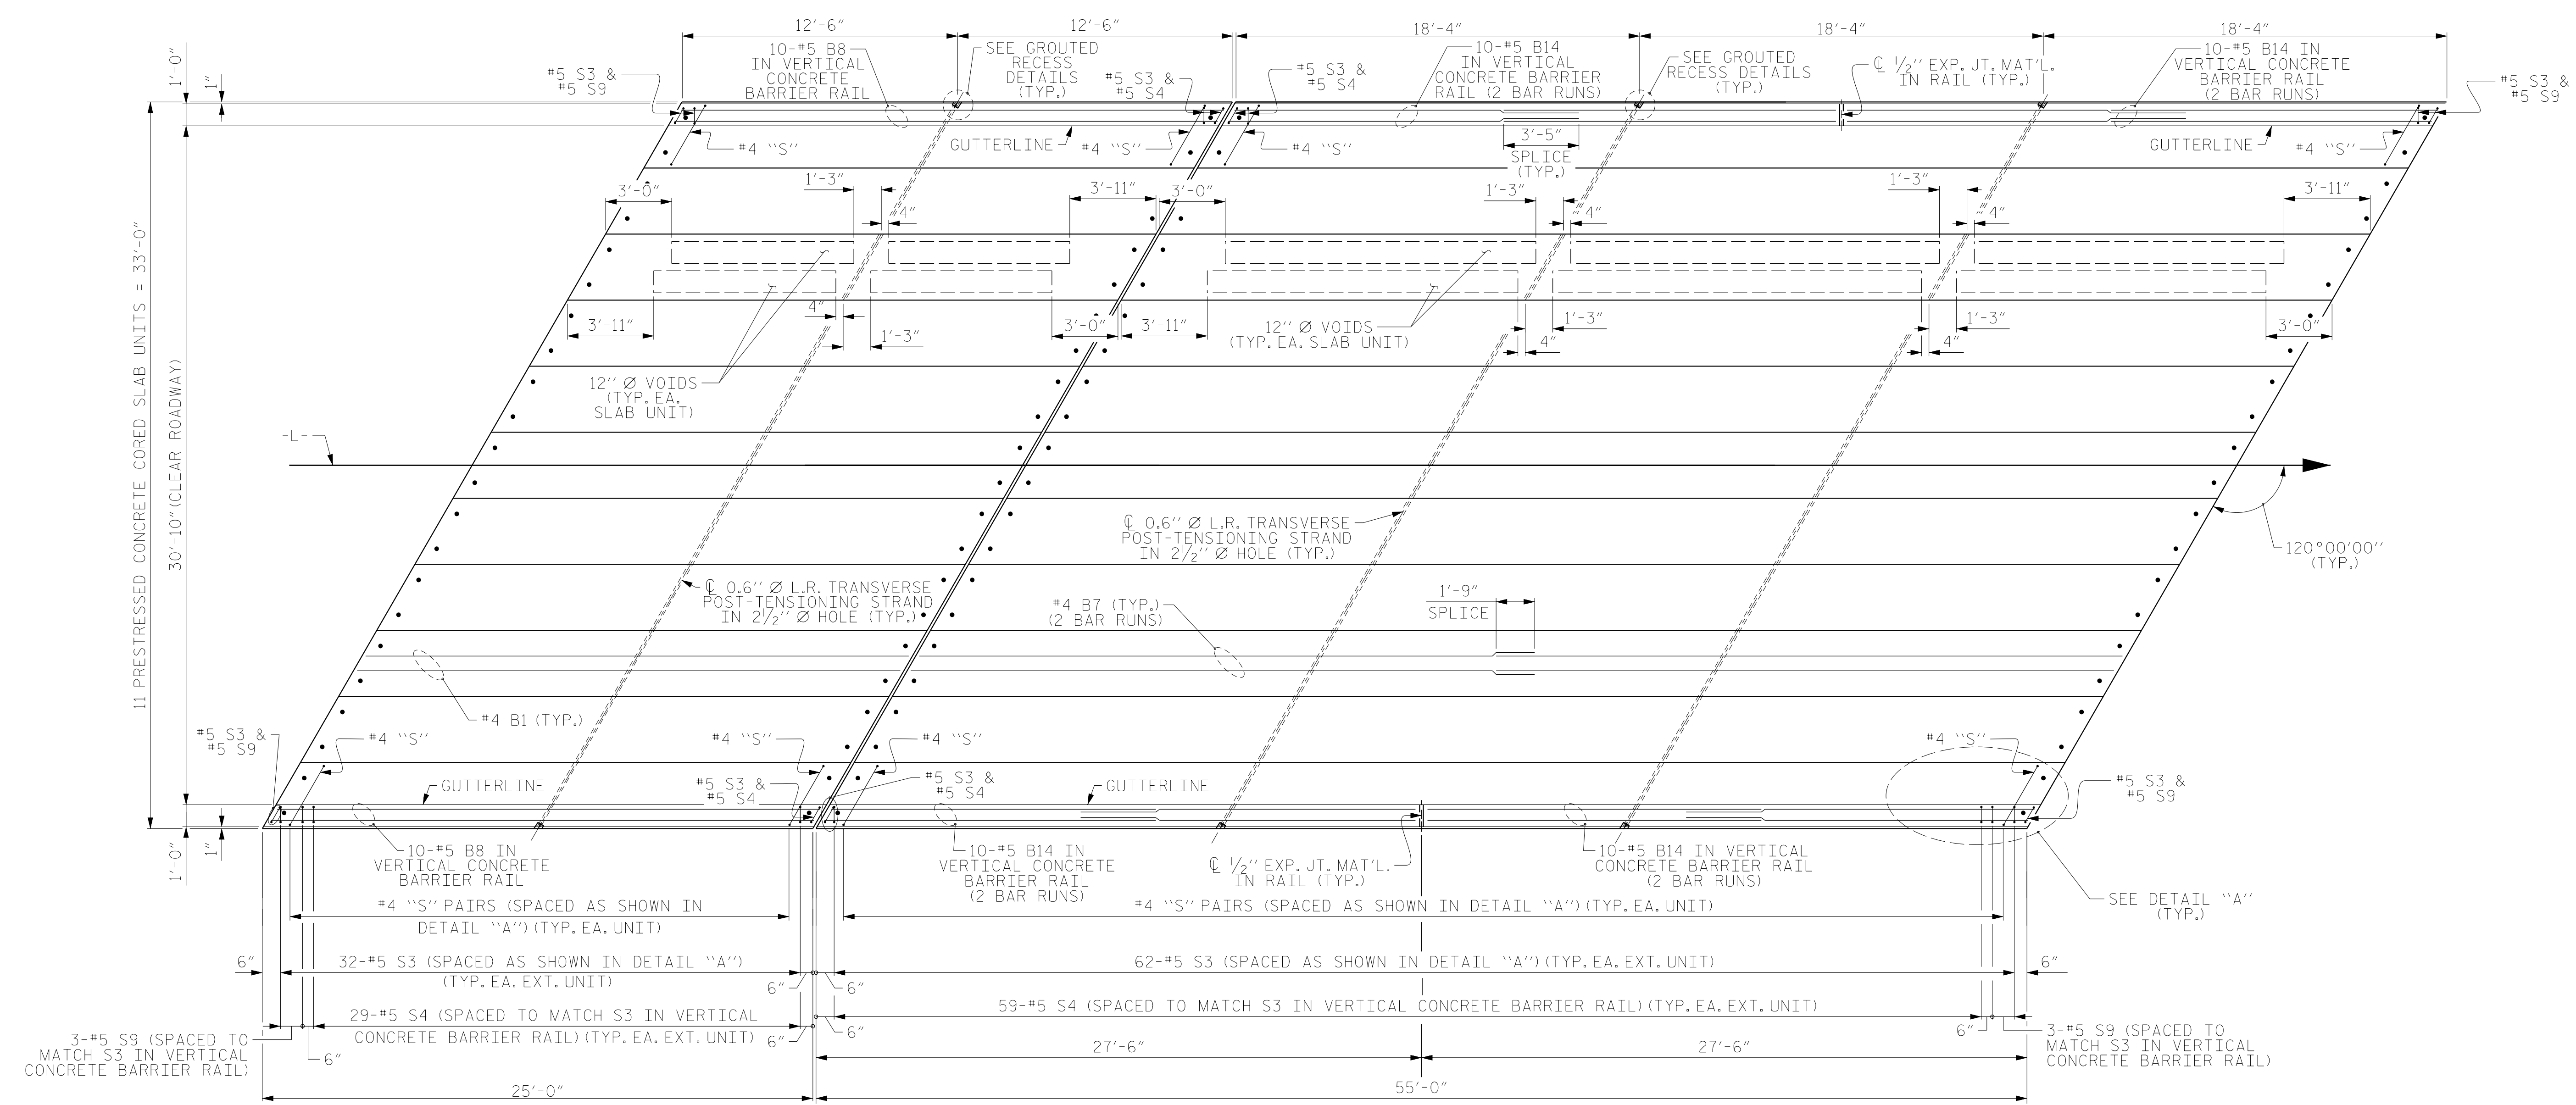 12'-6"
12'-6"
18'-4"
18'-4"
18'-4"
1'-0"
1"
#5 S3 &
#5 S9
10-#5 B8
IN VERTICAL
CONCRETE
BARRIER RAIL
SEE GROUTED
RECESS
DETAILS
(TYP.)
#5 S3 &
#5 S4
#5 S3 &
#5 S4
10-#5 B14
IN VERTICAL
CONCRETE BARRIER
RAIL (2 BAR RUNS)
SEE GROUTED
RECESS DETAILS
(TYP.)
℄ 1/2" EXP. JT. MAT'L.
IN RAIL (TYP.)
10-#5 B14 IN
VERTICAL CONCRETE
BARRIER RAIL
(2 BAR RUNS)
#5 S3 &
#5 S9
#4 "S"
GUTTERLINE
#4 "S"
#4 "S"
3'-5"
SPLICE
(TYP.)
GUTTERLINE
#4 "S"
3'-0"
1'-3"
4"
3'-11"
3'-0"
1'-3"
4"
1'-3"
4"
3'-11"
3'-11"
4"
1'-3"
3'-0"
3'-11"
12" Ø VOIDS
(TYP. EA. SLAB UNIT)
4"
1'-3"
4"
1'-3"
3'-0"
12" Ø VOIDS
(TYP. EA.
SLAB UNIT)
11 PRESTRESSED CONCRETE CORED SLAB UNITS = 33'-0"
30'-10" (CLEAR ROADWAY)
-L-
℄ 0.6" Ø L.R. TRANSVERSE
POST-TENSIONING STRAND
IN 2 1/2" Ø HOLE (TYP.)
120°00'00"
(TYP.)
℄ 0.6" Ø L.R. TRANSVERSE
POST-TENSIONING STRAND
IN 2 1/2" Ø HOLE (TYP.)
#4 B7 (TYP.)
(2 BAR RUNS)
1'-9"
SPLICE
#4 B1 (TYP.)
#5 S3 &
#5 S9
#4 "S"
#4 "S"
#4 "S"
#4 "S"
GUTTERLINE
#5 S3 &
#5 S4
#5 S3 &
#5 S4
GUTTERLINE
#5 S3 &
#5 S9
1'-0"
1"
10-#5 B8 IN
VERTICAL CONCRETE
BARRIER RAIL
10-#5 B14 IN
VERTICAL CONCRETE
BARRIER RAIL
(2 BAR RUNS)
℄ 1/2" EXP. JT. MAT'L.
IN RAIL (TYP.)
10-#5 B14 IN VERTICAL
CONCRETE BARRIER RAIL
(2 BAR RUNS)
SEE DETAIL "A"
(TYP.)
#4 "S" PAIRS (SPACED AS SHOWN IN
DETAIL "A") (TYP. EA. UNIT)
#4 "S" PAIRS (SPACED AS SHOWN IN DETAIL "A") (TYP. EA. UNIT)
6"
32-#5 S3 (SPACED AS SHOWN IN DETAIL "A")
(TYP. EA. EXT. UNIT)
6"
6"
62-#5 S3 (SPACED AS SHOWN IN DETAIL "A") (TYP. EA. EXT. UNIT)
6"
29-#5 S4 (SPACED TO MATCH S3 IN VERTICAL
CONCRETE BARRIER RAIL) (TYP. EA. EXT. UNIT)
6"
6"
59-#5 S4 (SPACED TO MATCH S3 IN VERTICAL CONCRETE BARRIER RAIL) (TYP. EA. EXT. UNIT)
6"
3-#5 S9 (SPACED TO
MATCH S3 IN VERTICAL
CONCRETE BARRIER RAIL)
6"
3-#5 S9 (SPACED TO
MATCH S3 IN VERTICAL
CONCRETE BARRIER RAIL)
27'-6"
27'-6"
25'-0"
55'-0"